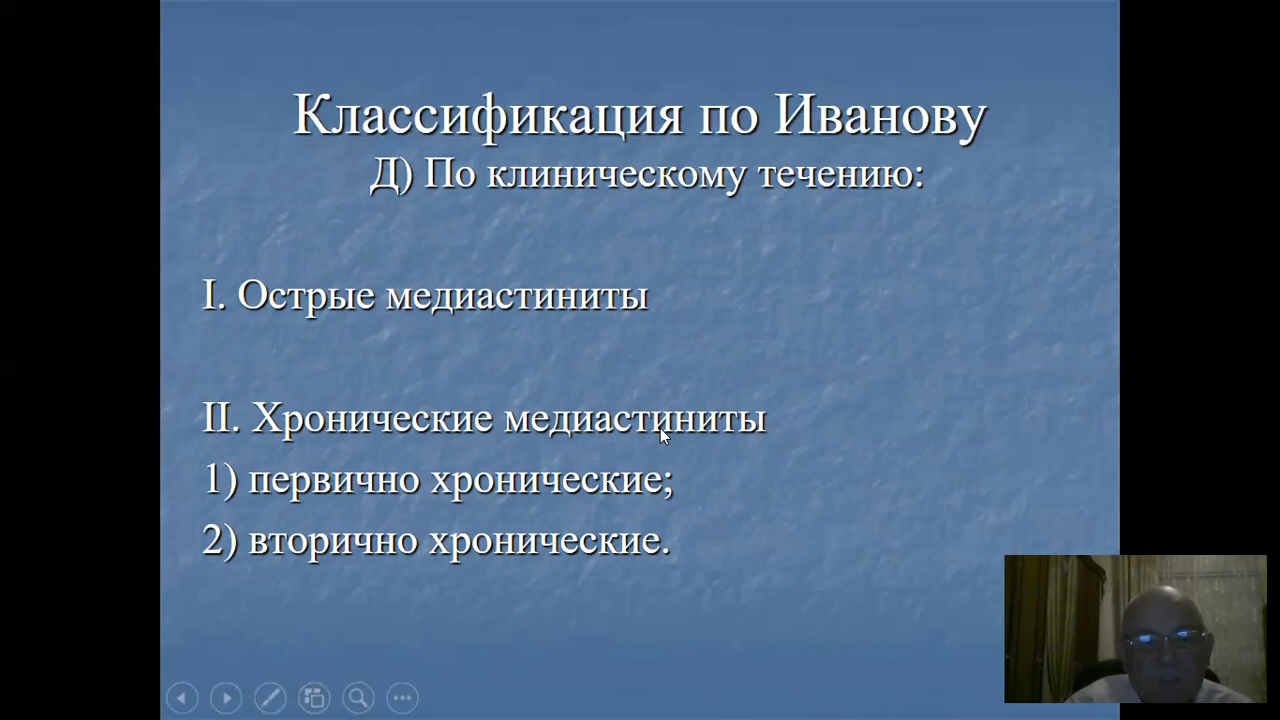 Классификация по Иванову
Д) По клиническому течению:
I. Острые медиастиниты
II. Хронические медиастиниты
1) первично хронические;
2) вторично хронические.